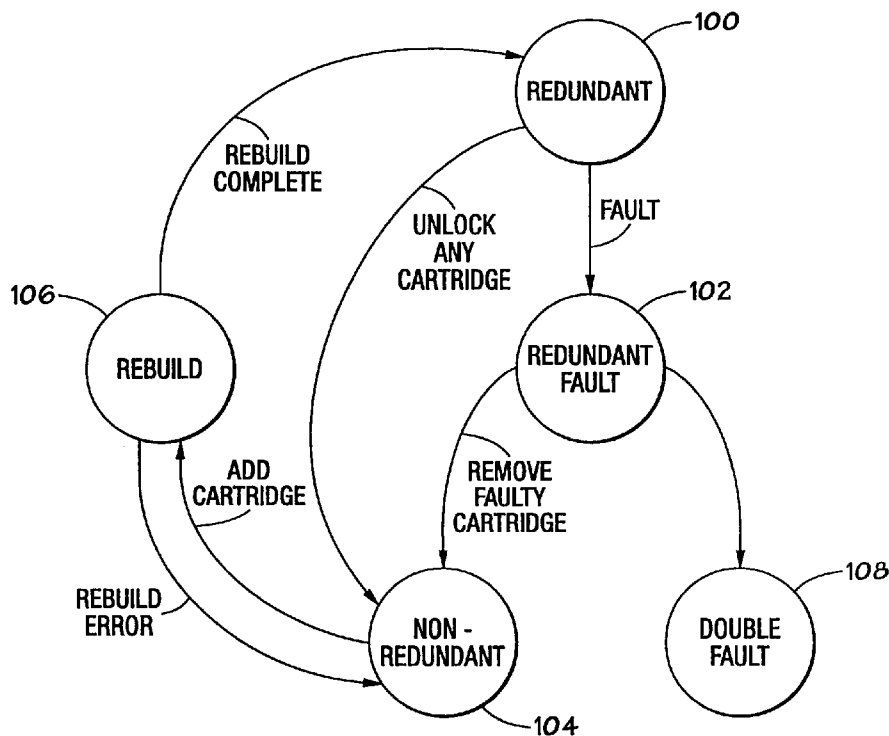 100
REDUNDANT
REBUILD
COMPLETE
UNLOCK
ANY
CARTRIDGE
FAULT
106
102
REBUILD
REDUNDANT
FAULT
ADD
CARTRIDGE
REMOVE
FAULTY
CARTRIDGE
REBUILD
ERROR
NON -
REDUNDANT
108
DOUBLE
FAULT
104